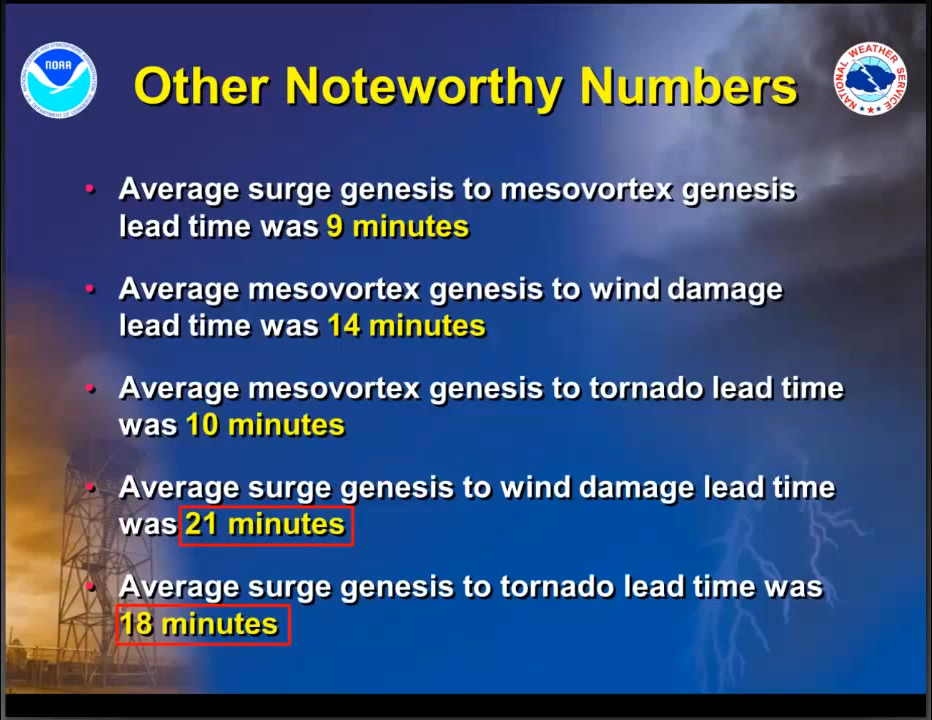 Other Noteworthy Numbers
NOAA
NATIONAL WEATHER SERVICE
• Average surge genesis to mesovortex genesis
lead time was 9 minutes
• Average mesovortex genesis to wind damage
lead time was 14 minutes
• Average mesovortex genesis to tornado lead time
was 10 minutes
• Average surge genesis to wind damage lead time
was 21 minutes
• Average surge genesis to tornado lead time was
18 minutes